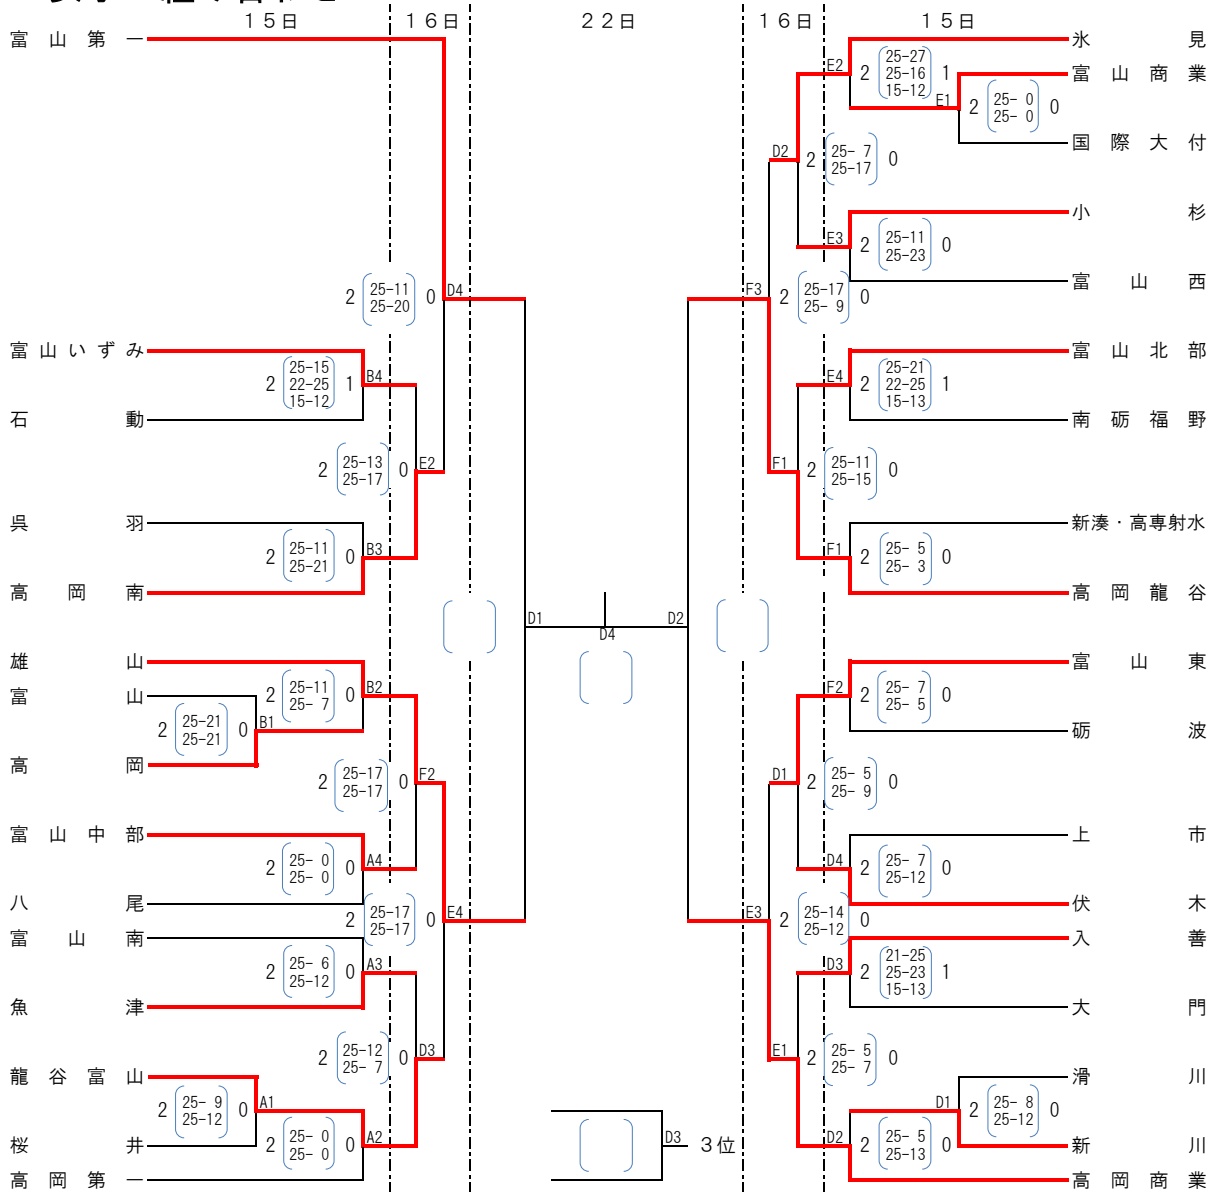 15日 16日 22日 16日 15日
富山第一
2 25-11 25-20 0 D4
富山いずみ
2 25-15 22-25 15-12 1 B4
石動
2 25-13 25-17 0 E2
呉羽
2 25-11 25-21 0 B3
高岡南
雄山
2 25-11 25- 7 0 B2
富山
2 25-21 25-21 0 B1
高岡
2 25-17 25-17 0 F2
富山中部
2 25- 0 25- 0 0 A4
八尾
2 25-17 25-17 0 E4
富山南
2 25- 6 25-12 0 A3
魚津
2 25-12 25- 7 0 D3
龍谷富山
2 25- 9 25-12 0 A1
桜井
2 25- 0 25- 0 0 A2
高岡第一
D1 D4 D2
D3 3位
氷見
E2 2 25-27 25-16 15-12 1
富山商業
E1 2 25- 0 25- 0 0
国際大付
D2 2 25- 7 25-17 0
小杉
E3 2 25-11 25-23 0
富山西
F3 2 25-17 25- 9 0
富山北部
E4 2 25-21 22-25 15-13 1
南砺福野
F1 2 25-11 25-15 0
新湊・高専射水
F1 2 25- 5 25- 3 0
高岡龍谷
富山東
F2 2 25- 7 25- 5 0
砺波
D1 2 25- 5 25- 9 0
上市
D4 2 25- 7 25-12 0
伏木
E3 2 25-14 25-12 0
入善
D3 2 21-25 25-23 15-13 1
大門
E1 2 25- 5 25- 7 0
滑川
D1 2 25- 8 25-12 0
新川
D2 2 25- 5 25-13 0
高岡商業